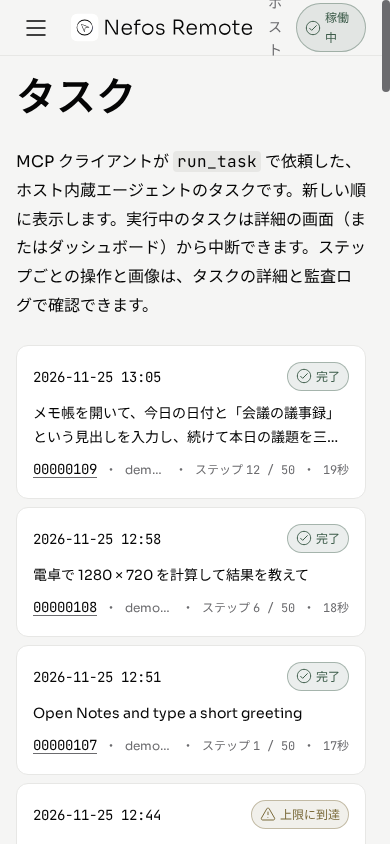 Nefos Remote
ホスト
稼働中
タスク
MCP クライアントが run_task で依頼した、
ホスト内蔵エージェントのタスクです。新しい順
に表示します。実行中のタスクは詳細の画面（ま
たはダッシュボード）から中断できます。ステッ
プごとの操作と画像は、タスクの詳細と監査ロ
グで確認できます。
2026-11-25 13:05 完了
メモ帳を開いて、今日の日付と「会議の議事録」
という見出しを入力し、続けて本日の議題を三...
00000109 ・ dem... ・ ステップ 12 / 50 ・ 19秒
2026-11-25 12:58 完了
電卓で 1280 × 720 を計算して結果を教えて
00000108 ・ demo... ・ ステップ 6 / 50 ・ 18秒
2026-11-25 12:51 完了
Open Notes and type a short greeting
00000107 ・ demo... ・ ステップ 1 / 50 ・ 17秒
2026-11-25 12:44 上限に到達